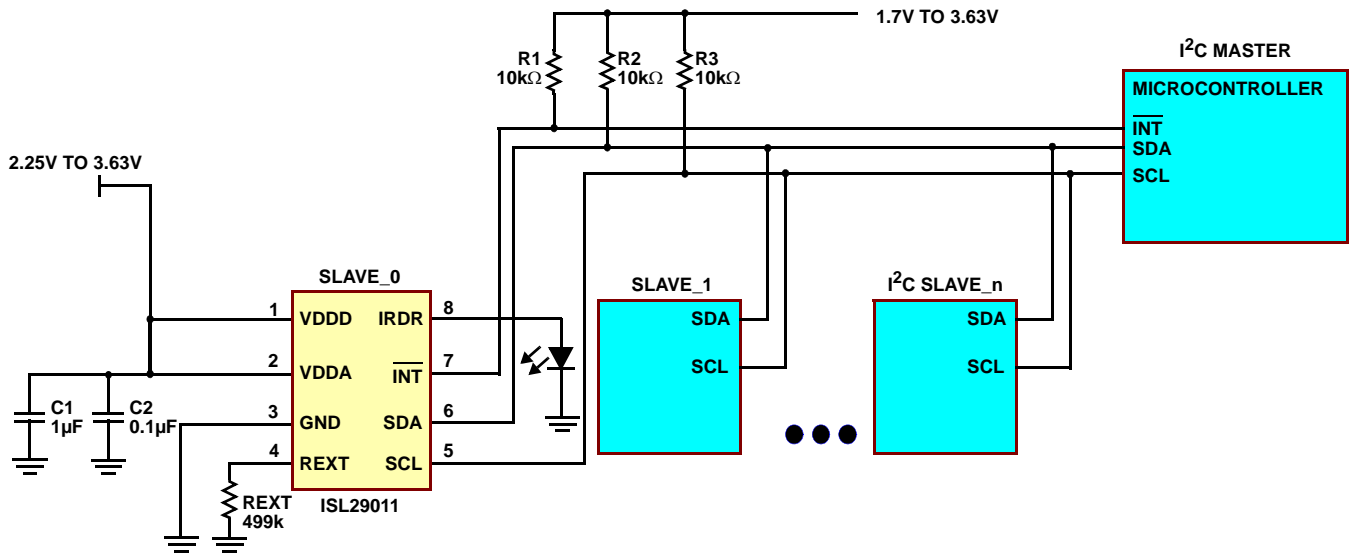 1.7V TO 3.63V
R1
10kΩ
R2
10kΩ
R3
10kΩ
I²C MASTER
MICROCONTROLLER
INT
SDA
SCL
2.25V TO 3.63V
SLAVE_0
1
VDDD
IRDR
8
2
VDDA
INT
7
3
GND
SDA
6
4
REXT
SCL
5
ISL29011
C1
1µF
C2
0.1µF
REXT
499k
SLAVE_1
SDA
SCL
I²C SLAVE_n
SDA
SCL